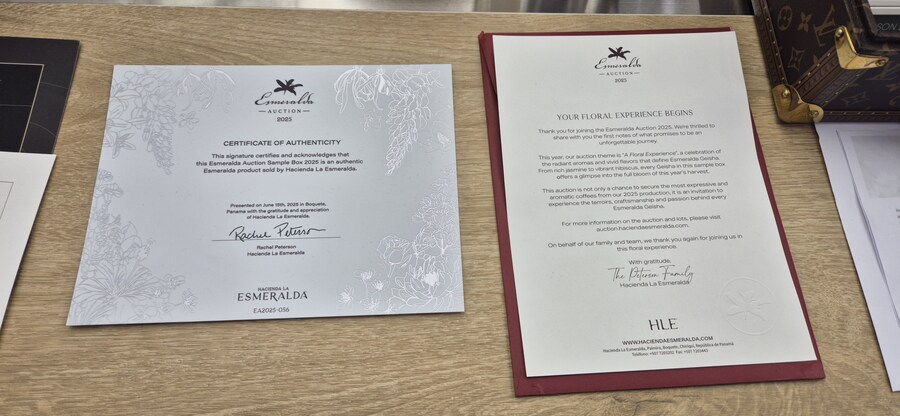 Esmeralda
AUCTION
2025
CERTIFICATE OF AUTHENTICITY
This signature certifies and acknowledges that
this Esmeralda Auction Sample Box 2025 is an authentic
Esmeralda product sold by Hacienda La Esmeralda.
Presented on June 16th, 2025 in Boquete,
Panama with the gratitude and appreciation
of Hacienda La Esmeralda.
Rachel Peterson
Rachel Peterson
Hacienda La Esmeralda
HACIENDA LA
ESMERALDA
EA2025-056
Esmeralda
AUCTION
2025
YOUR FLORAL EXPERIENCE BEGINS
Thank you for joining the Esmeralda Auction 2025. We're thrilled to
share with you the first notes of what promises to be an
unforgettable journey.
This year, our auction theme is "A Floral Experience", a celebration of
the radiant aromas and vivid flavors that define Esmeralda Geisha.
From rich jasmine to vibrant hibiscus, every Geisha in this sample box
offers a glimpse into the full bloom of this year's harvest.
This auction is not only a chance to secure the most expressive and
aromatic coffees from our 2025 production, it is an invitation to
experience the terroirs, craftsmanship and passion behind every
Esmeralda Geisha.
For more information on the auction and lots, please visit
auction.haciendaesmeralda.com.
On behalf of our family and team, we thank you again for joining us in
this floral experience.
With gratitude,
The Peterson Family
Hacienda La Esmeralda
HLE
WWW.HACIENDAESMERALDA.COM
Hacienda La Esmeralda, Palmira, Boquete, Chiriquí, República de Panamá